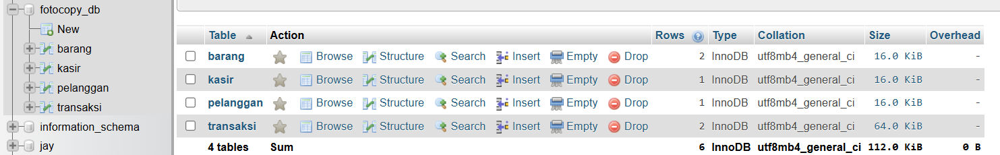 fotocopy_db
New
barang
kasir
pelanggan
transaksi
information_schema
jay
Table Action Rows Type Collation Size Overhead
barang Browse Structure Search Insert Empty Drop 2 InnoDB utf8mb4_general_ci 16.0 KiB -
kasir Browse Structure Search Insert Empty Drop 1 InnoDB utf8mb4_general_ci 16.0 KiB -
pelanggan Browse Structure Search Insert Empty Drop 1 InnoDB utf8mb4_general_ci 16.0 KiB -
transaksi Browse Structure Search Insert Empty Drop 2 InnoDB utf8mb4_general_ci 64.0 KiB -
4 tables Sum 6 InnoDB utf8mb4_general_ci 112.0 KiB 0 B